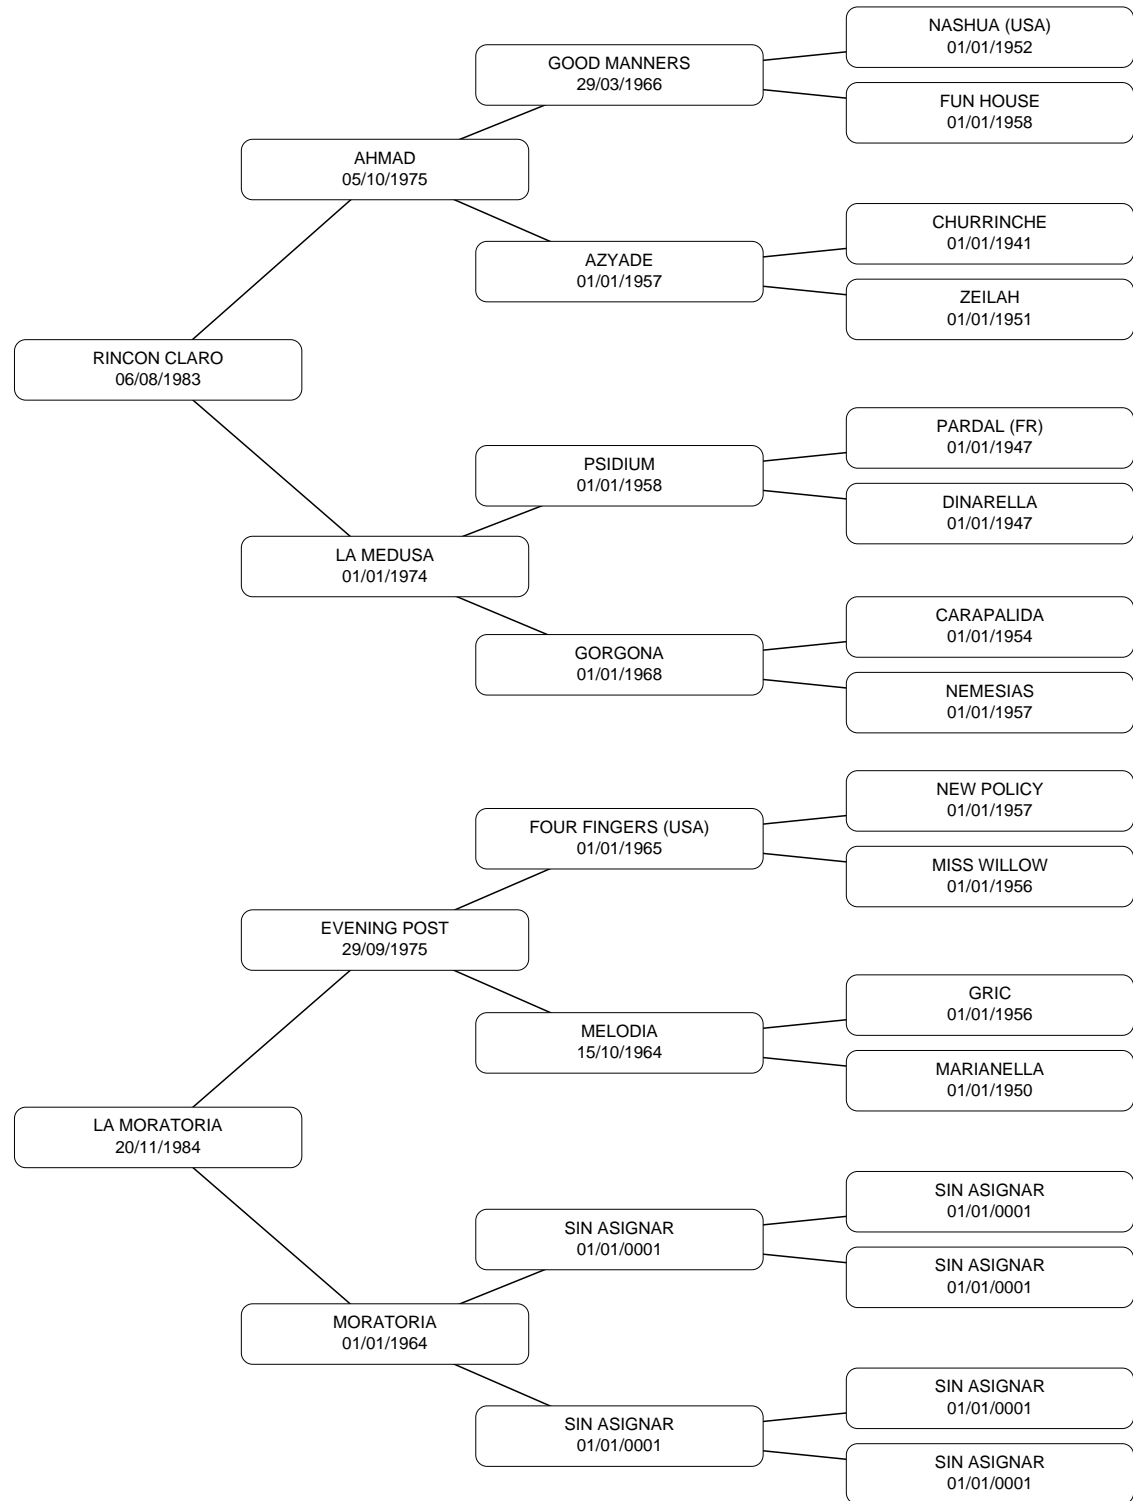 NASHUA (USA)
01/01/1952
GOOD MANNERS
29/03/1966
FUN HOUSE
01/01/1958
AHMAD
05/10/1975
CHURRINCHE
01/01/1941
AZYADE
01/01/1957
ZEILAH
01/01/1951
RINCON CLARO
06/08/1983
PARDAL (FR)
01/01/1947
PSIDIUM
01/01/1958
DINARELLA
01/01/1947
LA MEDUSA
01/01/1974
CARAPALIDA
01/01/1954
GORGONA
01/01/1968
NEMESIAS
01/01/1957
NEW POLICY
01/01/1957
FOUR FINGERS (USA)
01/01/1965
MISS WILLOW
01/01/1956
EVENING POST
29/09/1975
GRIC
01/01/1956
MELODIA
15/10/1964
MARIANELLA
01/01/1950
LA MORATORIA
20/11/1984
SIN ASIGNAR
01/01/0001
SIN ASIGNAR
01/01/0001
SIN ASIGNAR
01/01/0001
MORATORIA
01/01/1964
SIN ASIGNAR
01/01/0001
SIN ASIGNAR
01/01/0001
SIN ASIGNAR
01/01/0001